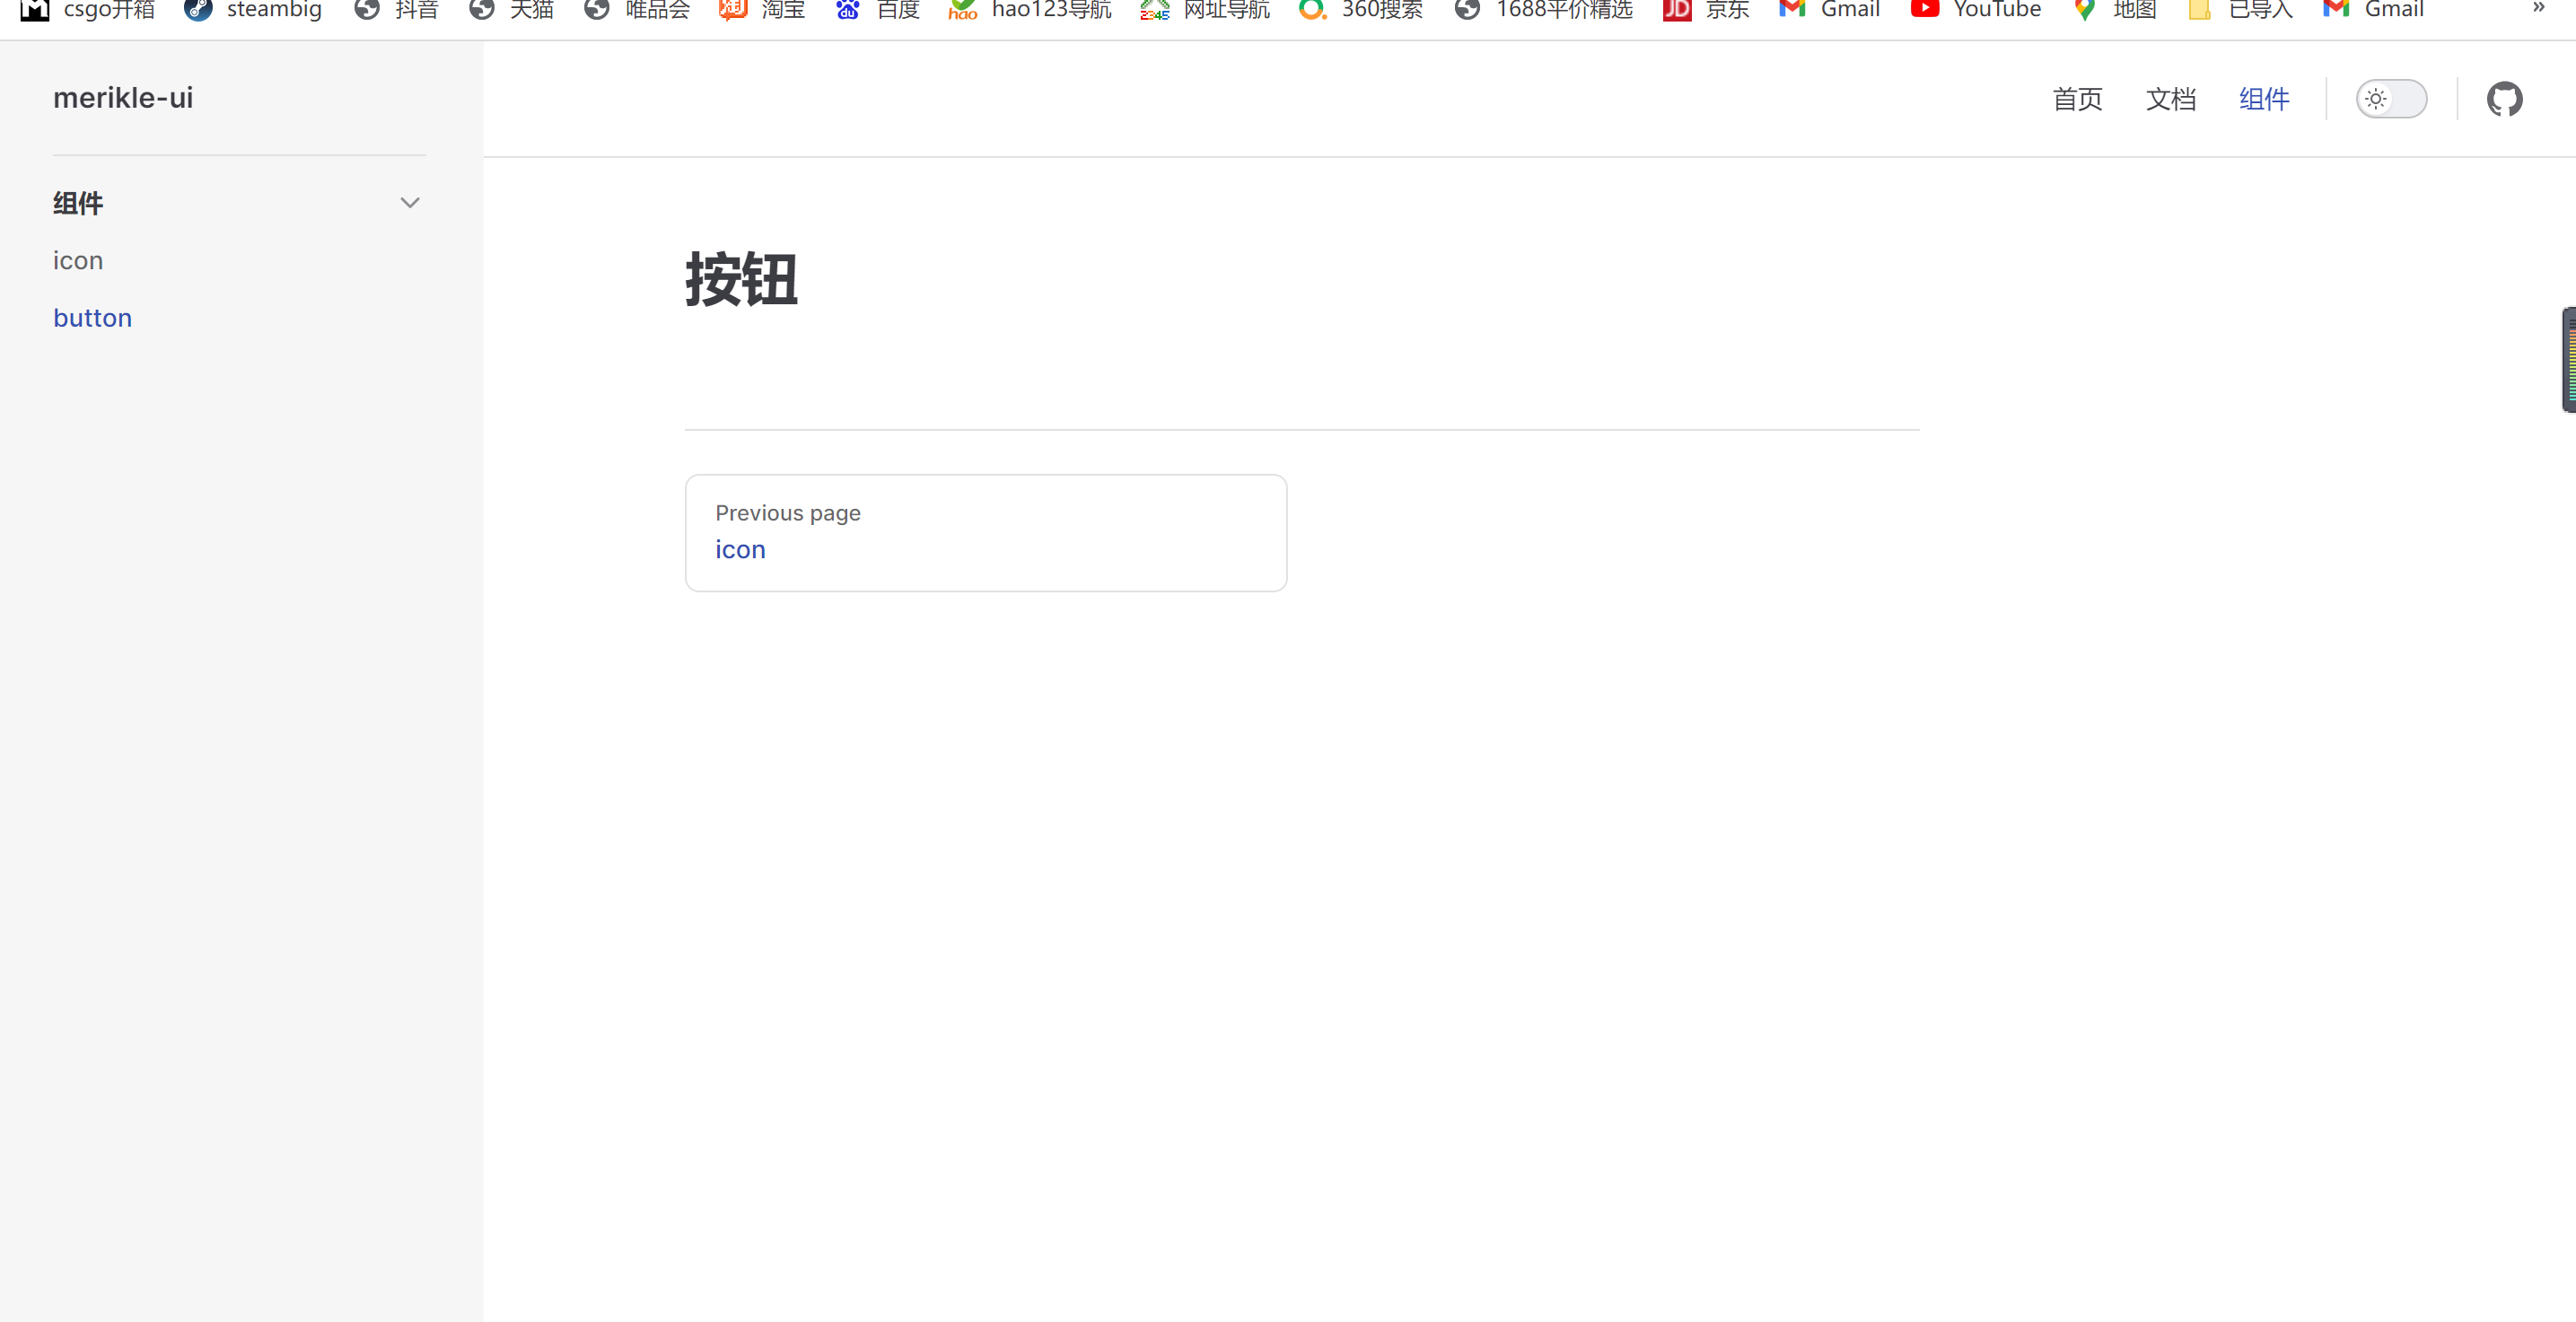 csgo开箱 steambig 抖音 天猫 唯品会 淘宝 百度 hao123导航 网址导航 360搜索 1688平价精选 京东 Gmail YouTube 地图 已导入 Gmail »
merikle-ui
首页 文档 组件
组件
icon
button
按钮
Previous page
icon